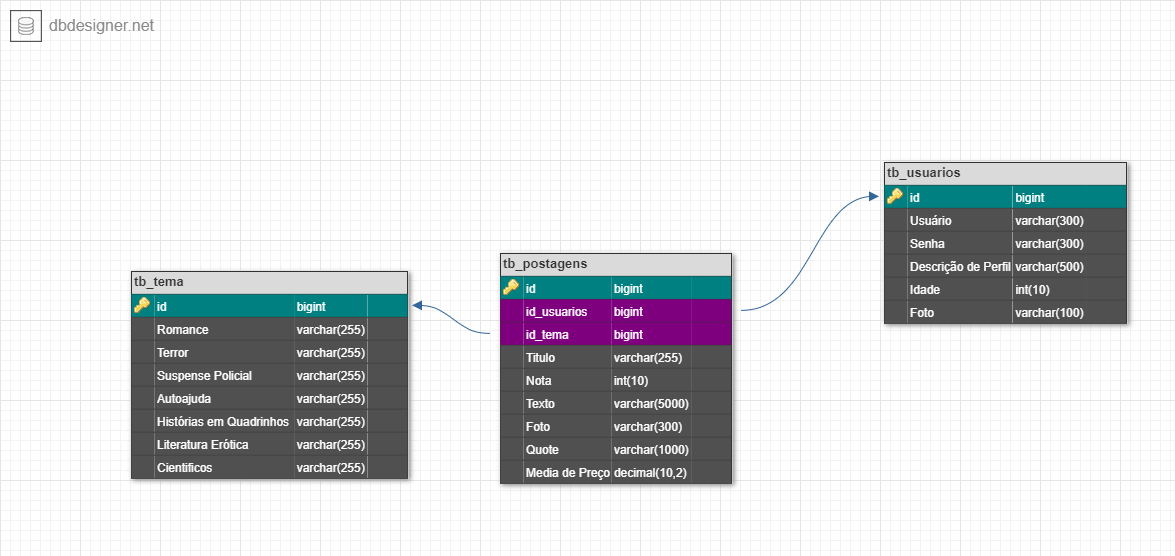 dbdesigner.net
tb_tema
id bigint
Romance varchar(255)
Terror varchar(255)
Suspense Policial varchar(255)
Autoajuda varchar(255)
Histórias em Quadrinhos varchar(255)
Literatura Erótica varchar(255)
Cientificos varchar(255)
tb_postagens
id bigint
id_usuarios bigint
id_tema bigint
Titulo varchar(255)
Nota int(10)
Texto varchar(5000)
Foto varchar(300)
Quote varchar(1000)
Media de Preço decimal(10,2)
tb_usuarios
id bigint
Usuário varchar(300)
Senha varchar(300)
Descrição de Perfil varchar(500)
Idade int(10)
Foto varchar(100)